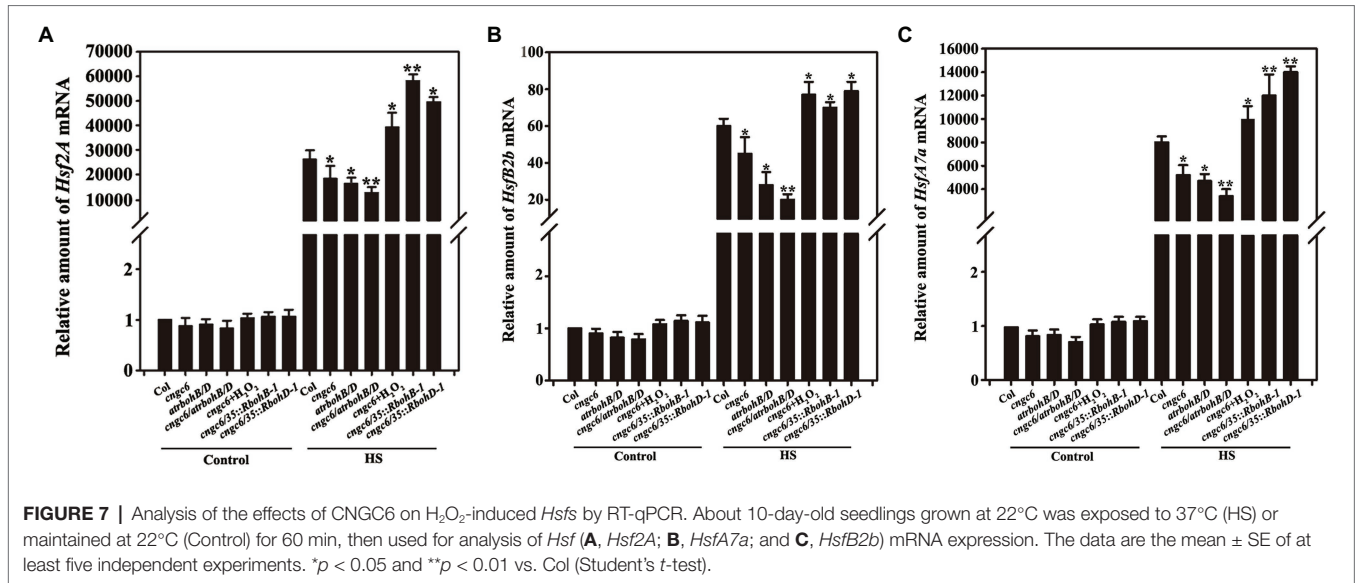 A
Relative amount of Hsf2A mRNA
70000
60000
50000
40000
30000
20000
10000
2
1
0
* * ** * ** *
Col
cngc6
atrbohB/D
cngc6/atrbohB/D
cngc6+H₂O₂
cngc6/35::RbohB-1
cngc6/35::RbohD-1
Col
cngc6
atrbohB/D
cngc6/atrbohB/D
cngc6+H₂O₂
cngc6/35::RbohB-1
cngc6/35::RbohD-1
Control
HS
B
Relative amount of HsfB2b mRNA
100
80
60
40
20
2
1
0
* * ** * * *
Col
cngc6
atrbohB/D
cngc6/atrbohB/D
cngc6+H₂O₂
cngc6/35::RbohB-1
cngc6/35::RbohD-1
Col
cngc6
atrbohB/D
cngc6/atrbohB/D
cngc6+H₂O₂
cngc6/35::RbohB-1
cngc6/35::RbohD-1
Control
HS
C
Relative amount of HsfA7a mRNA
16000
14000
12000
10000
8000
6000
4000
2
1
0
* * ** * ** **
Col
cngc6
atrbohB/D
cngc6/atrbohB/D
cngc6+H₂O₂
cngc6/35::RbohB-1
cngc6/35::RbohD-1
Col
cngc6
atrbohB/D
cngc6/atrbohB/D
cngc6+H₂O₂
cngc6/35::RbohB-1
cngc6/35::RbohD-1
Control
HS
FIGURE 7 | Analysis of the effects of CNGC6 on H₂O₂-induced Hsfs by RT-qPCR. About 10-day-old seedlings grown at 22°C was exposed to 37°C (HS) or
maintained at 22°C (Control) for 60 min, then used for analysis of Hsf (A, Hsf2A; B, HsfA7a; and C, HsfB2b) mRNA expression. The data are the mean ± SE of at
least five independent experiments. *p < 0.05 and **p < 0.01 vs. Col (Student's t-test).